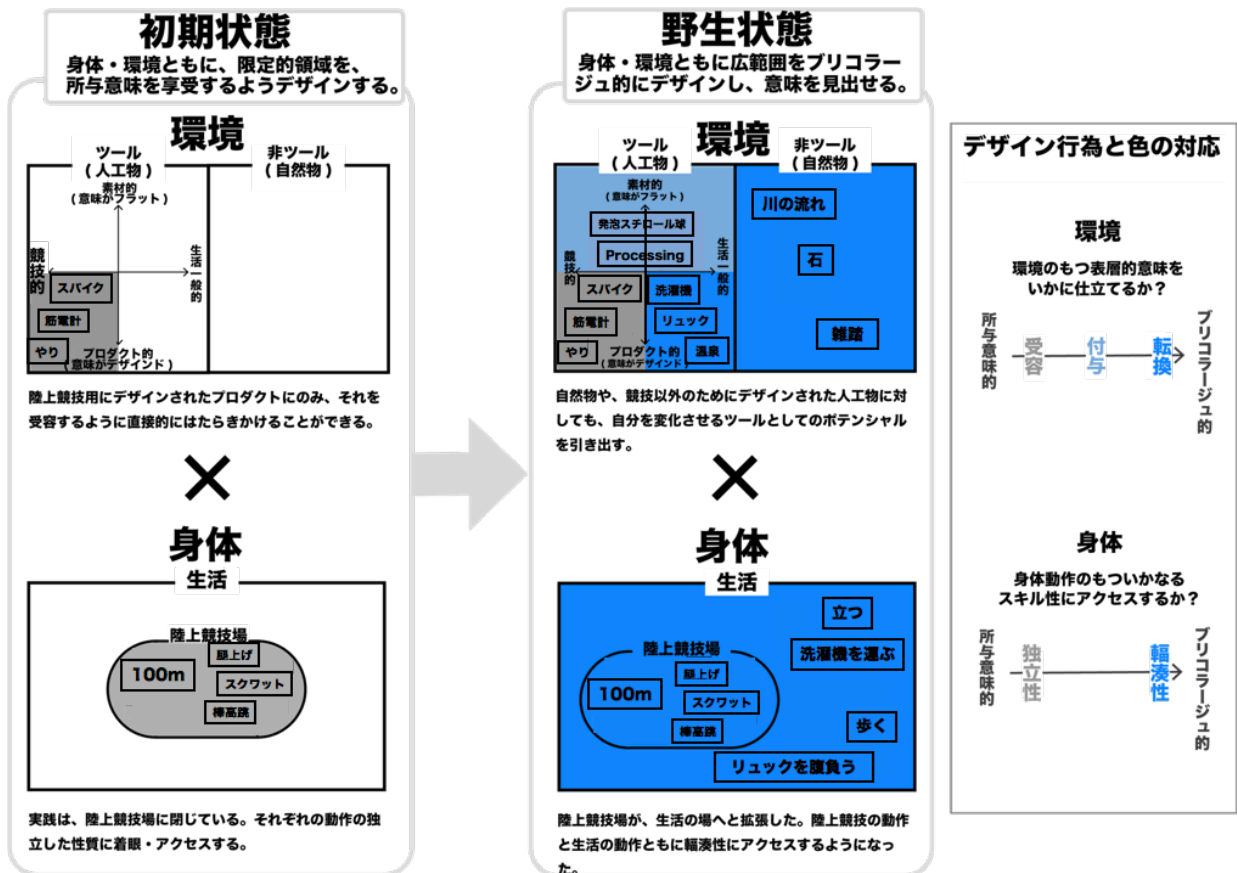 初期状態
身体・環境ともに、限定的領域を、
所与意味を享受するようデザインする。
環境
ツール
(人工物)
非ツール
(自然物)
素材的
(意味がフラット)
競技的
生活一般的
スパイク
筋電計
やり
プロダクト的
(意味がデザインド)
陸上競技用にデザインされたプロダクトにのみ、それを
受容するように直接的にはたらきかけることができる。
×
身体
生活
陸上競技場
100m
腿上げ
スクワット
棒高跳
実践は、陸上競技場に閉じている。それぞれの動作の独
立した性質に着眼・アクセスする。
野生状態
身体・環境ともに広範囲をブリコラー
ジュ的にデザインし、意味を見出せる。
環境
ツール
(人工物)
非ツール
(自然物)
素材的
(意味がフラット)
発泡スチロール球
Processing
競技的
生活一般的
スパイク
筋電計
やり
洗濯機
リュック
温泉
プロダクト的
(意味がデザインド)
川の流れ
石
雑踏
自然物や、競技以外のためにデザインされた人工物に対
しても、自分を変化させるツールとしてのポテンシャル
を引き出す。
×
身体
生活
陸上競技場
100m
腿上げ
スクワット
棒高跳
立つ
洗濯機を運ぶ
歩く
リュックを腹負う
陸上競技場が、生活の場へと拡張した。陸上競技の動作
と生活の動作ともに輻湊性にアクセスするようになっ
た。
デザイン行為と色の対応
環境
環境のもつ表層的意味を
いかに仕立てるか？
所与意味的
受容
付与
転換
ブリコラージュ的
身体
身体動作のもついかなる
スキル性にアクセスするか？
所与意味的
独立性
輻湊性
ブリコラージュ的